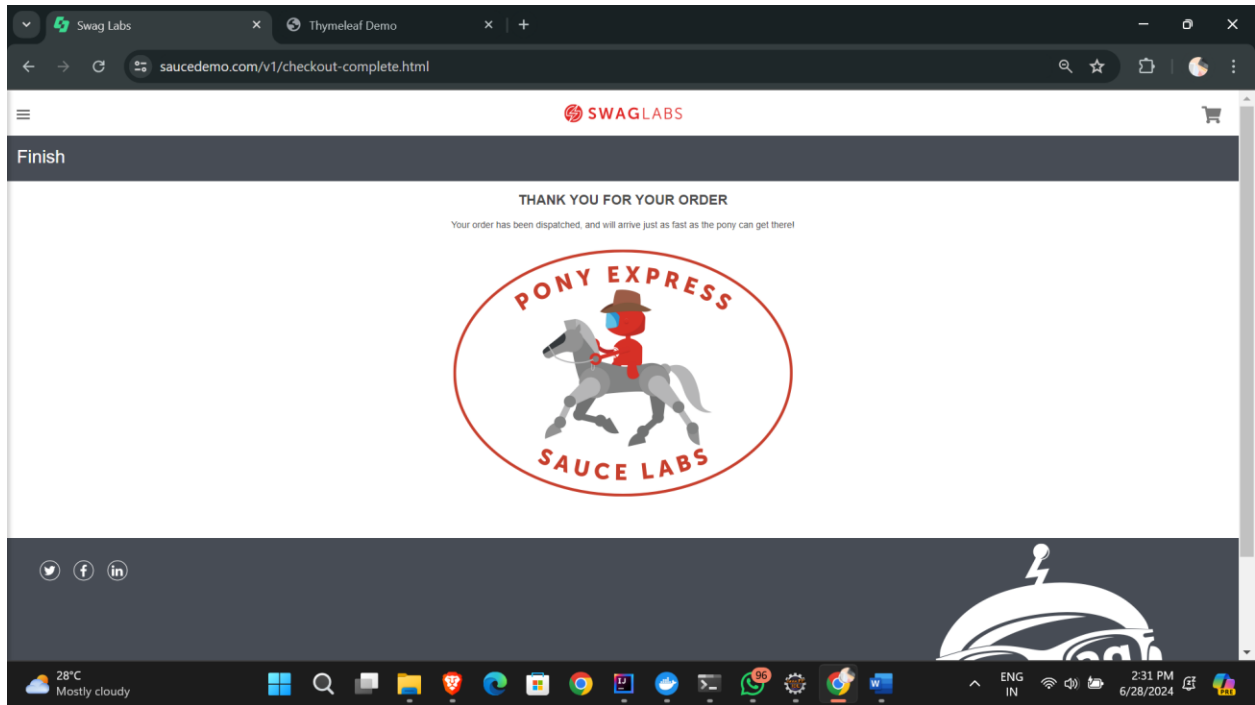 Swag Labs
Thymeleaf Demo
saucedemo.com/v1/checkout-complete.html
SWAGLABS
Finish
THANK YOU FOR YOUR ORDER
Your order has been dispatched, and will arrive just as fast as the pony can get there!
PONY EXPRESS
SAUCE LABS
28°C
Mostly cloudy
96
ENG
IN
2:31 PM
6/28/2024
PRE